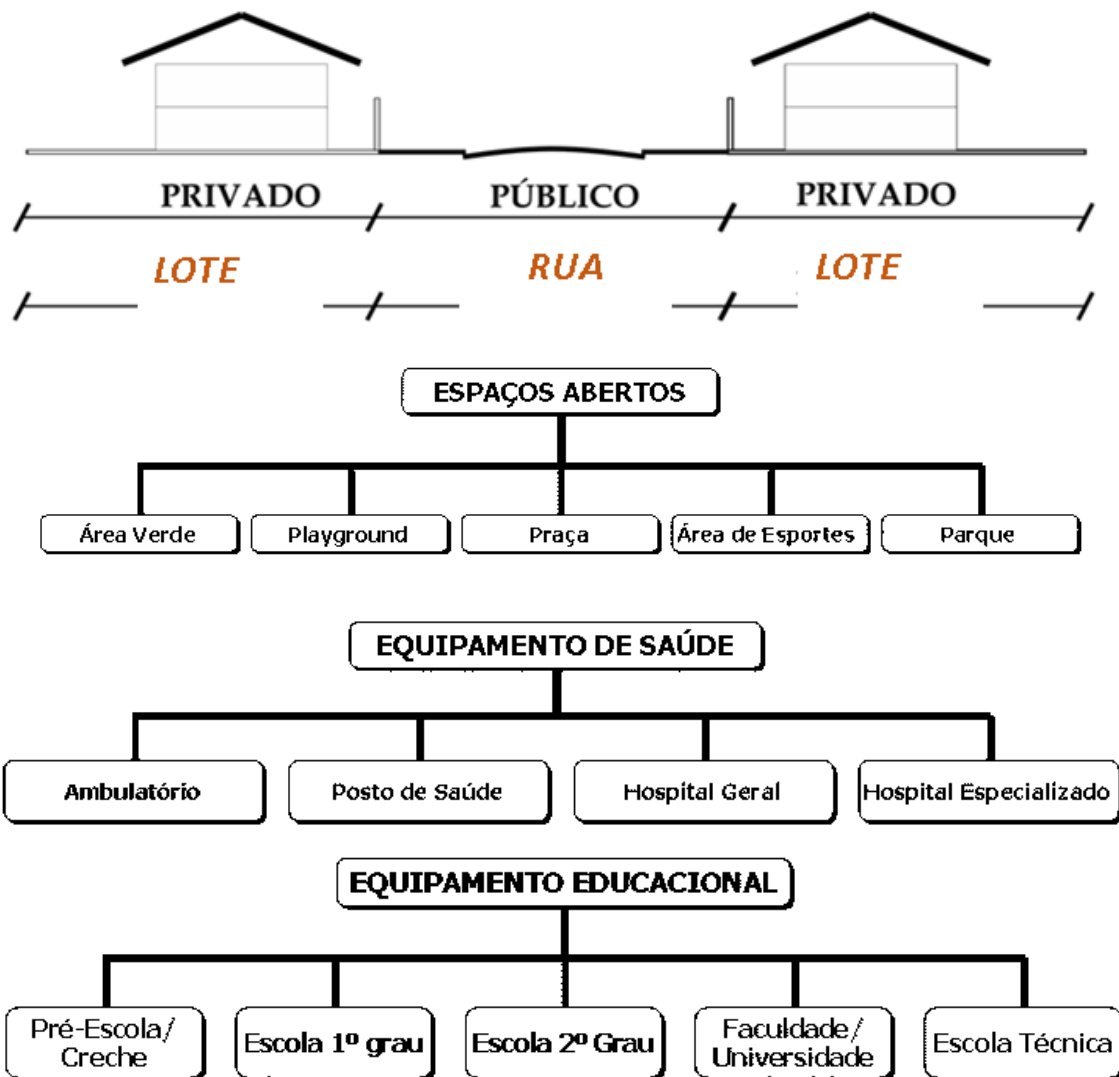 PRIVADO PÚBLICO PRIVADO
LOTE RUA LOTE
ESPAÇOS ABERTOS
Área Verde Playground Praça Área de Esportes Parque
EQUIPAMENTO DE SAÚDE
Ambulatório Posto de Saúde Hospital Geral Hospital Especializado
EQUIPAMENTO EDUCACIONAL
Pré-Escola/
Creche
Escola 1º grau
Escola 2º Grau
Faculdade/
Universidade
Escola Técnica